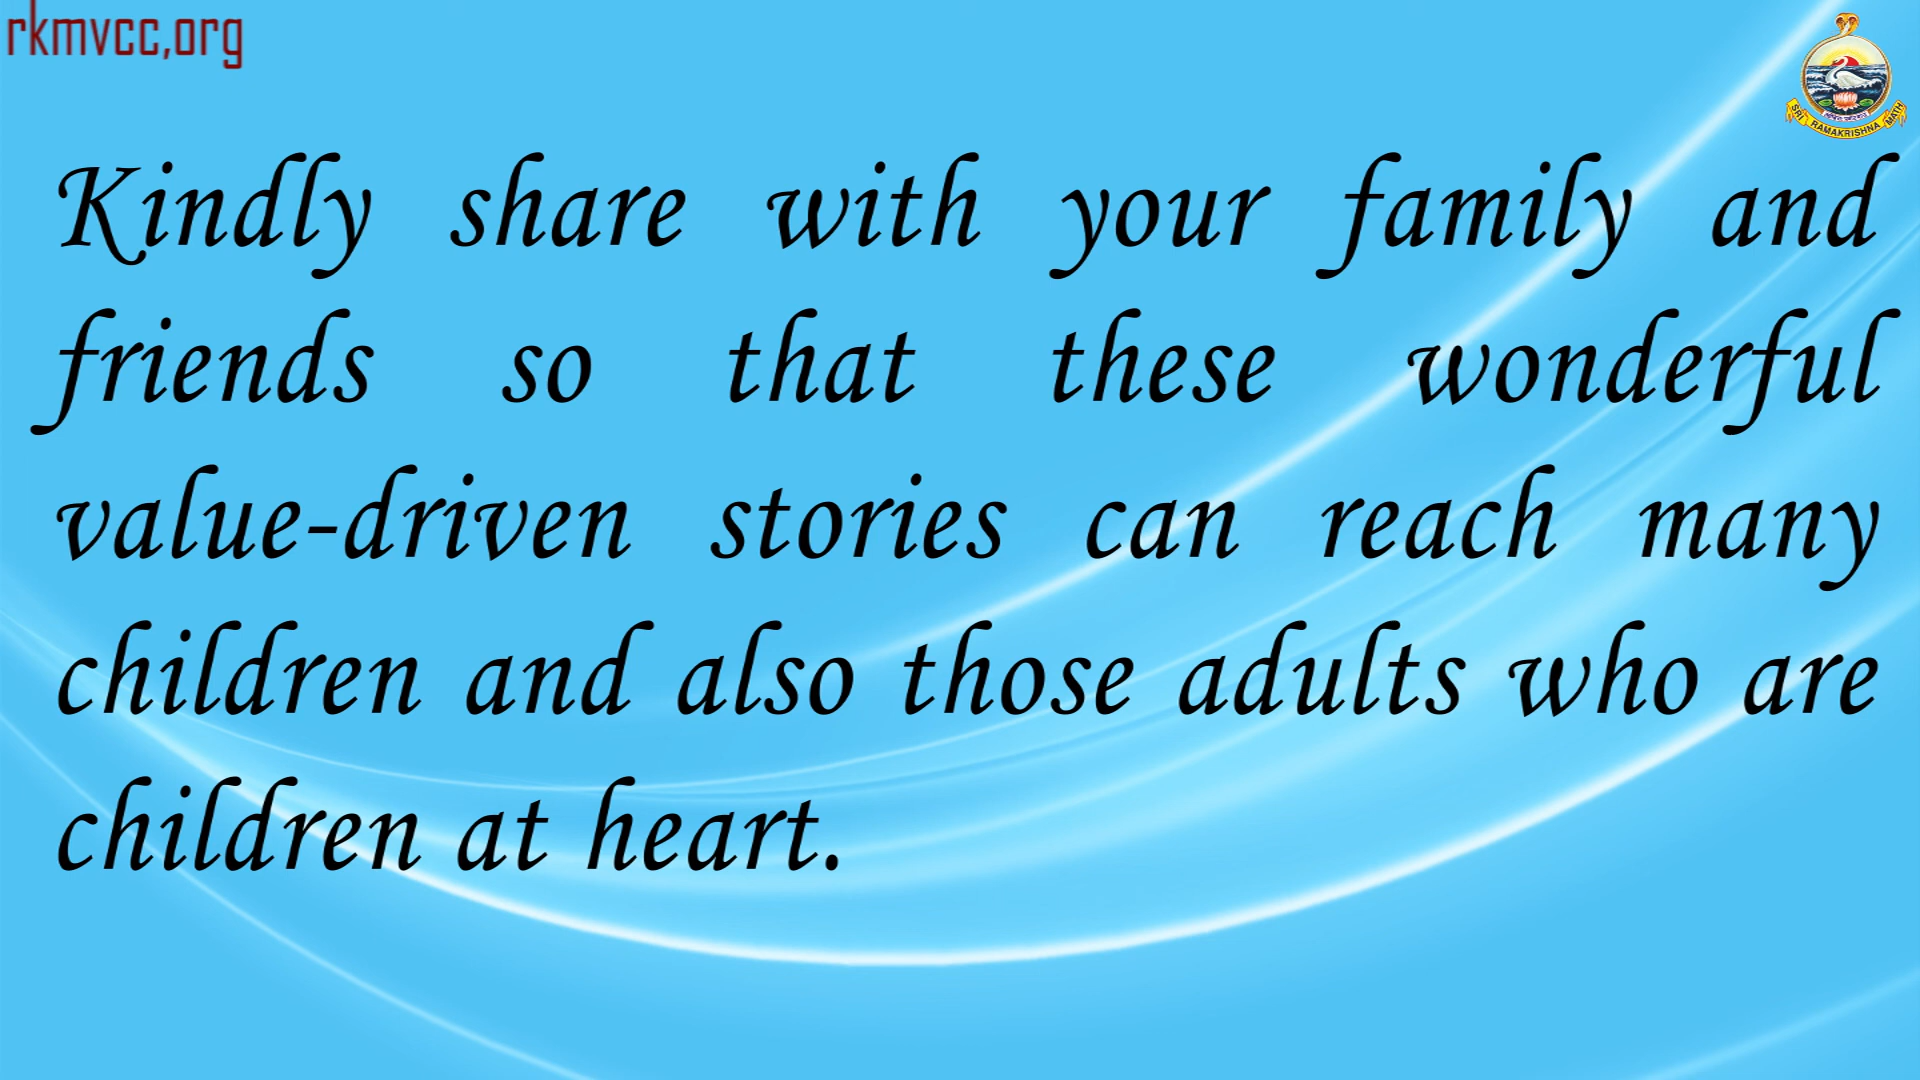 rkmvcc,org
SRI RAMAKRISHNA MATH
Kindly share with your family and
friends so that these wonderful
value-driven stories can reach many
children and also those adults who are
children at heart.